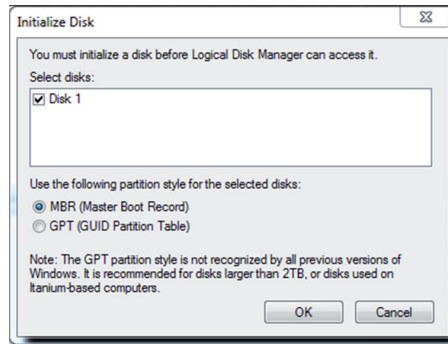 Initialize Disk
You must initialize a disk before Logical Disk Manager can access it.
Select disks:
Disk 1
Use the following partition style for the selected disks:
MBR (Master Boot Record)
GPT (GUID Partition Table)
Note: The GPT partition style is not recognized by all previous versions of
Windows. It is recommended for disks larger than 2TB, or disks used on
Itanium-based computers.
OK Cancel